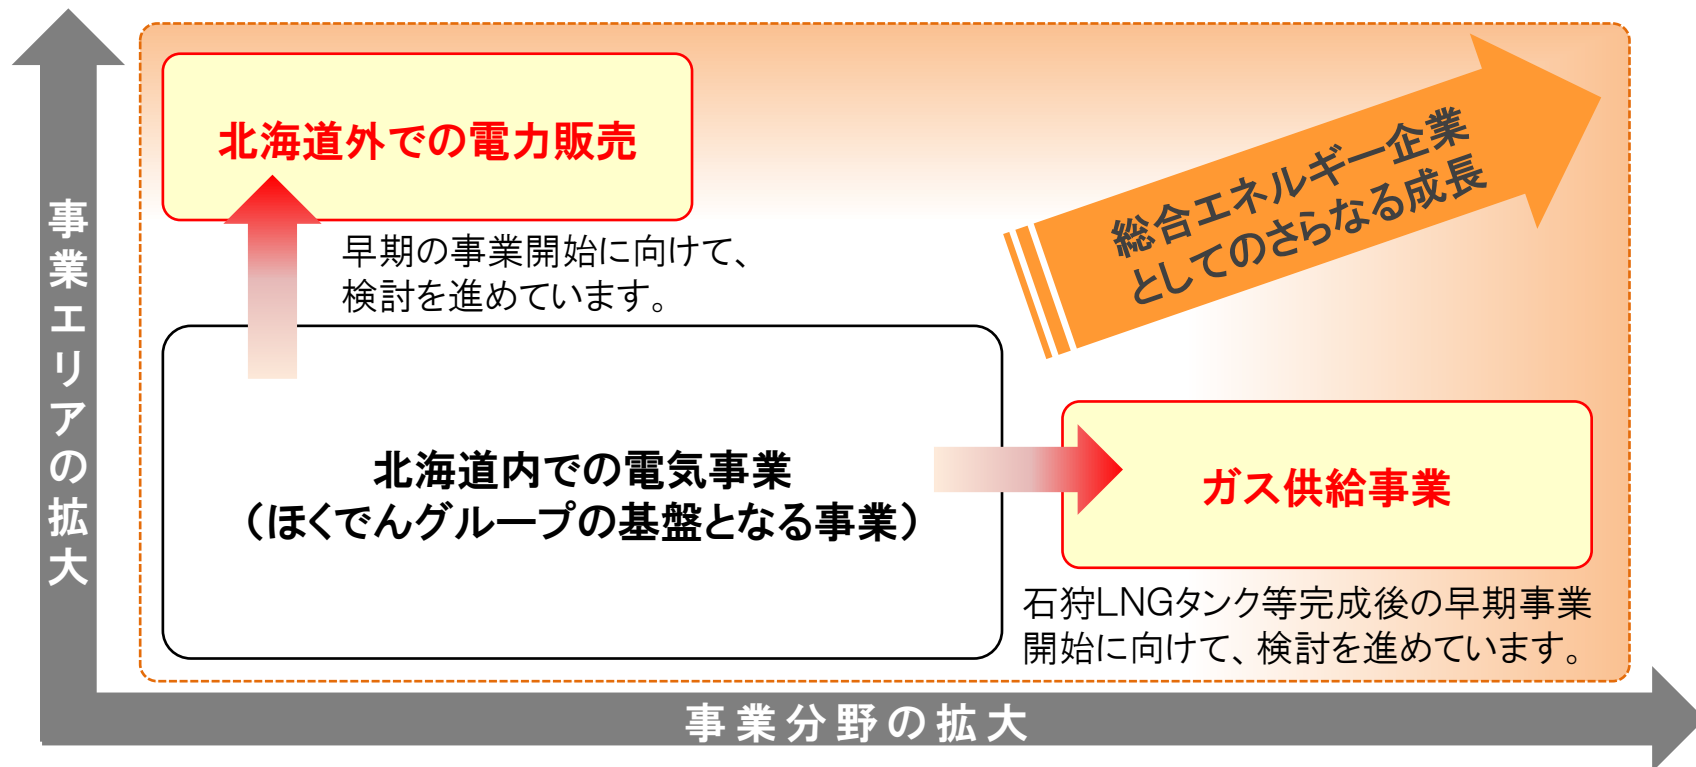 事業エリアの拡大
北海道外での電力販売
早期の事業開始に向けて、
検討を進めています。
総合エネルギー企業
としてのさらなる成長
北海道内での電気事業
（ほくでんグループの基盤となる事業）
ガス供給事業
石狩LNGタンク等完成後の早期事業
開始に向けて、検討を進めています。
事業分野の拡大